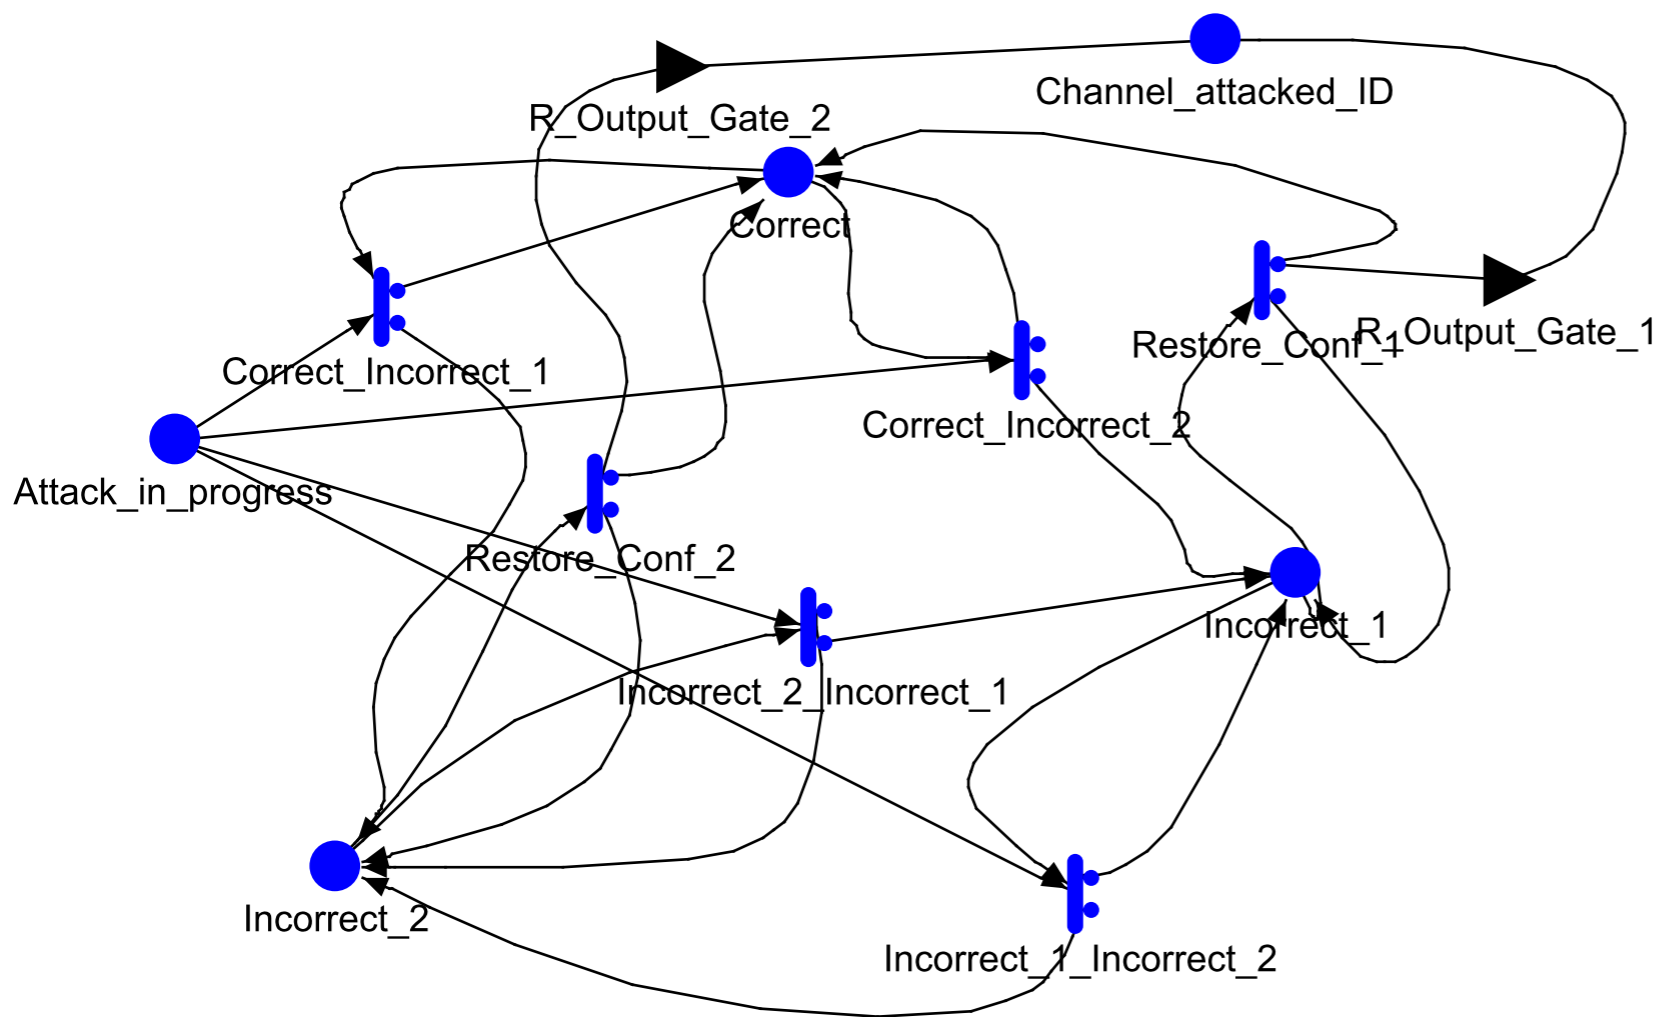 Channel_attacked_ID
R_Output_Gate_2
Correct
R_Output_Gate_1
Restore_Conf_1
Correct_Incorrect_1
Correct_Incorrect_2
Attack_in_progress
Restore_Conf_2
Incorrect_1
Incorrect_2_Incorrect_1
Incorrect_2
Incorrect_1_Incorrect_2